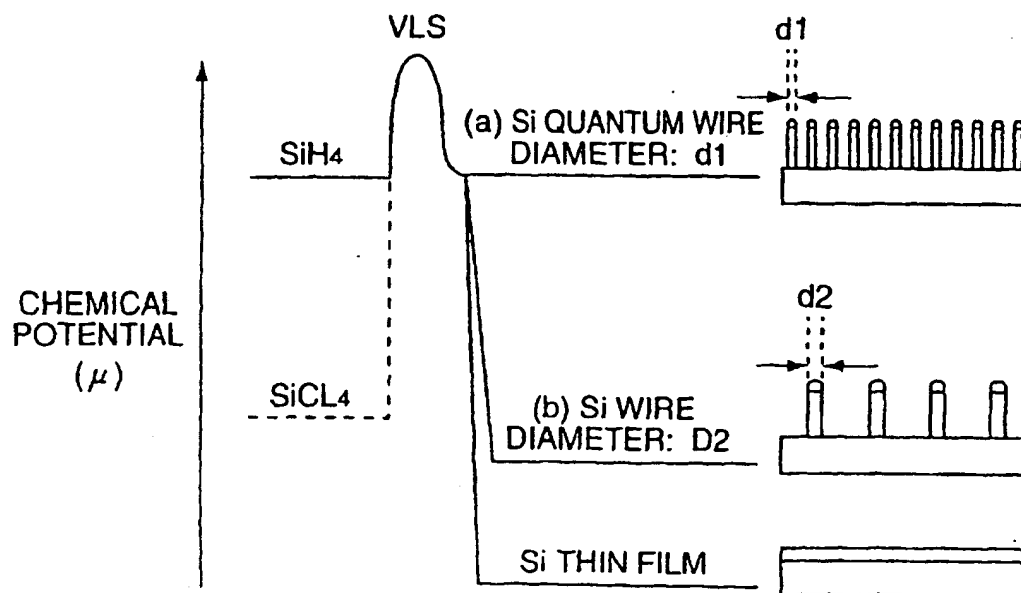 VLS
d1
(a) Si QUANTUM WIRE
DIAMETER: d1
SiH4
CHEMICAL
POTENTIAL
(μ)
d2
SiCL4
(b) Si WIRE
DIAMETER: D2
Si THIN FILM